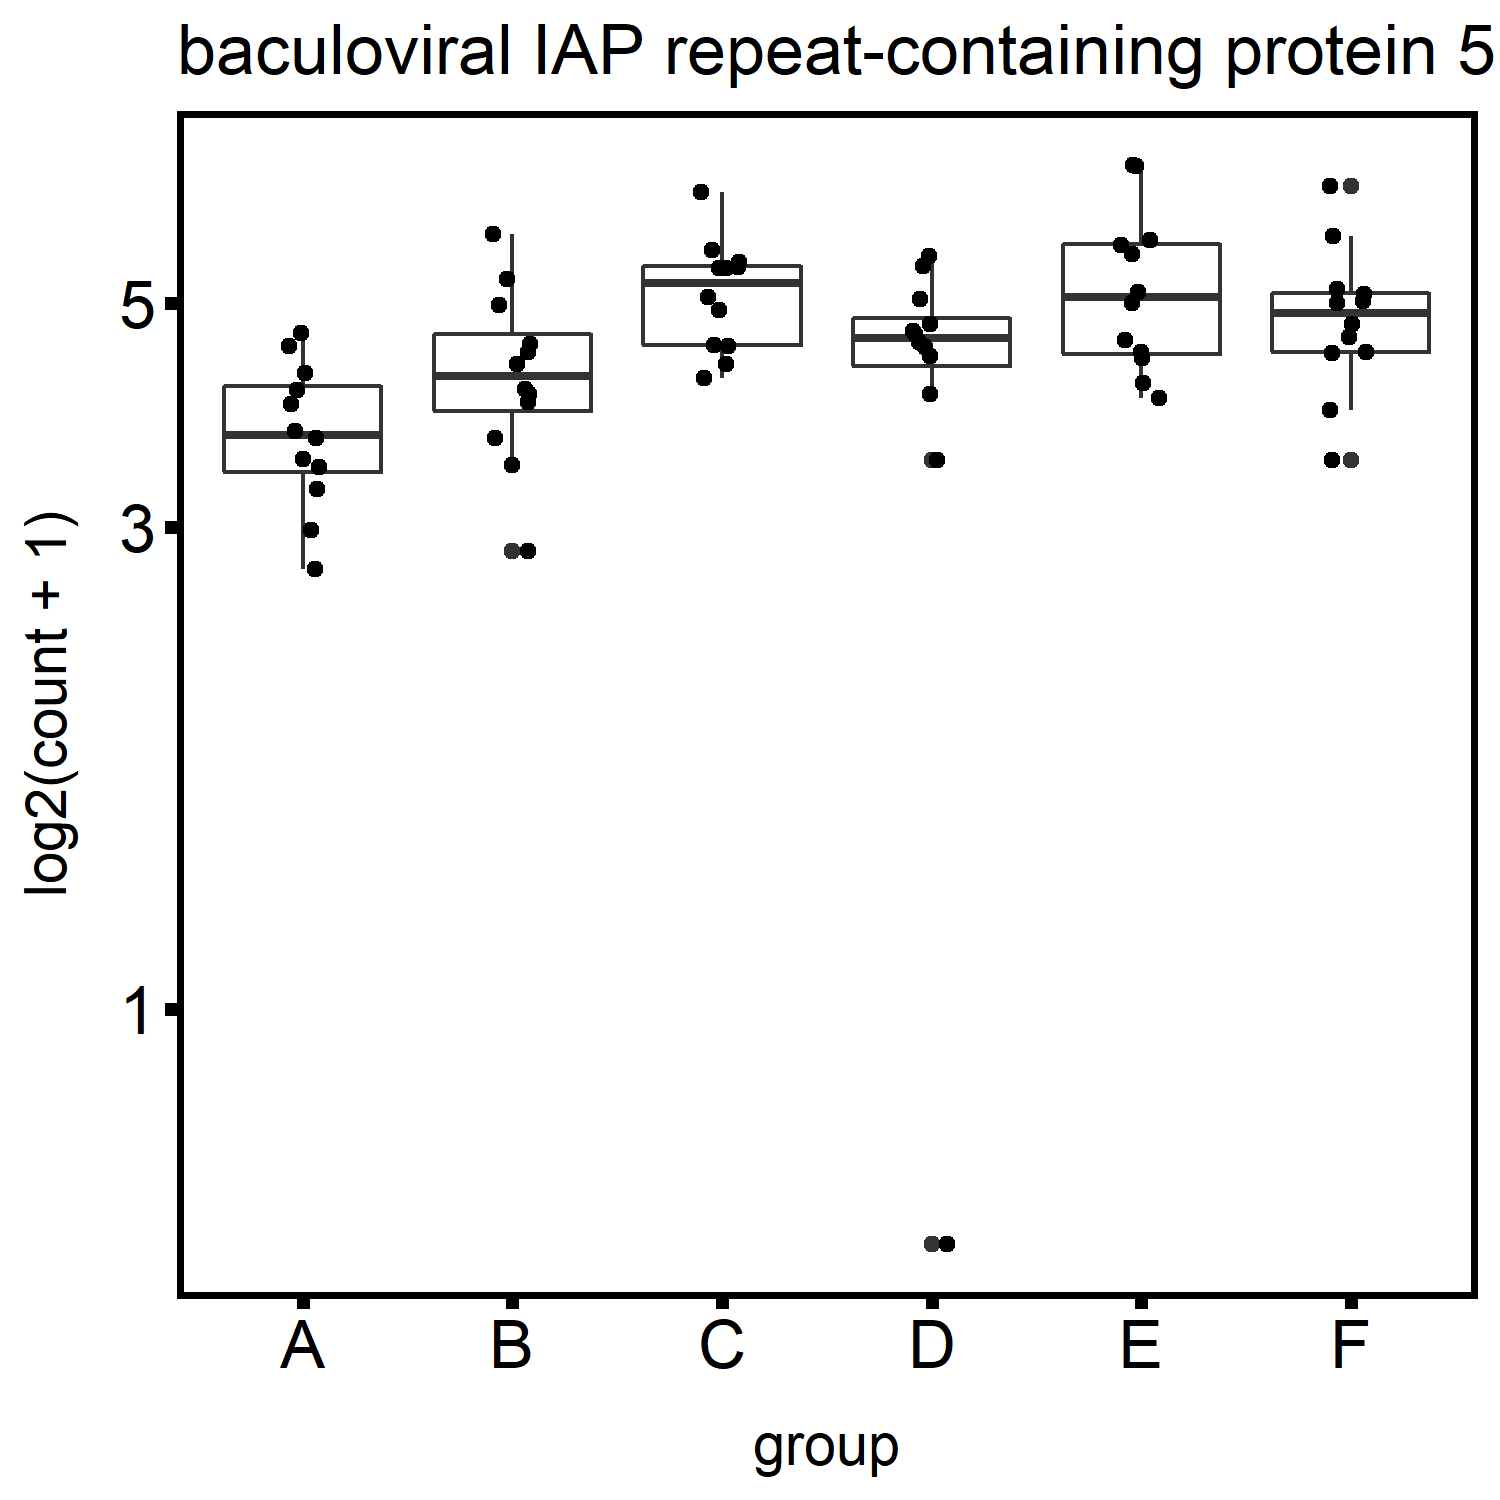 baculoviral IAP repeat-containing protein 5
log2(count + 1)
5
3
1
A B C D E F
group